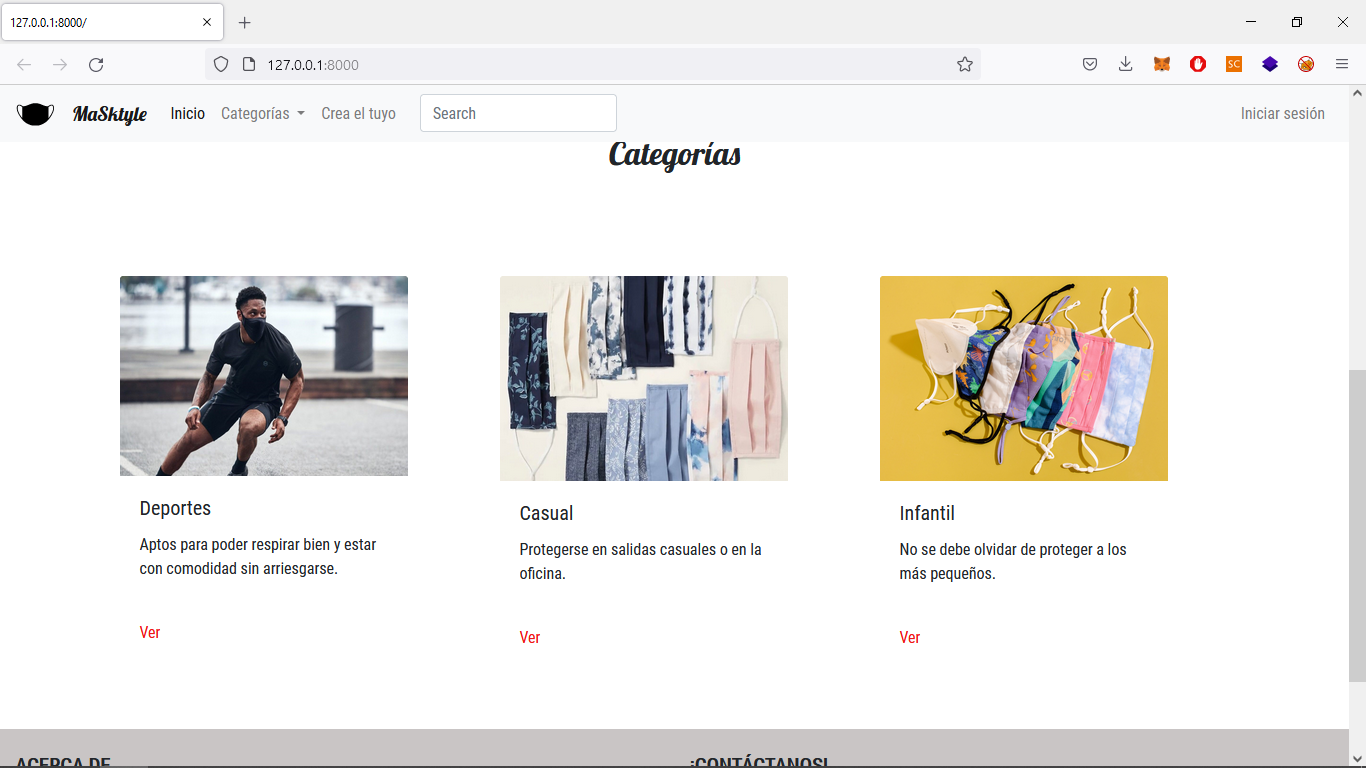 127.0.0.1:8000/
127.0.0.1:8000
SC
MaSktyle Inicio Categorías Crea el tuyo Search Iniciar sesión
Categorías
Deportes
Aptos para poder respirar bien y estar
con comodidad sin arriesgarse.
Ver
Casual
Protegerse en salidas casuales o en la
oficina.
Ver
Infantil
No se debe olvidar de proteger a los
más pequeños.
Ver
ACERCA DE
¡CONTÁCTANOS!